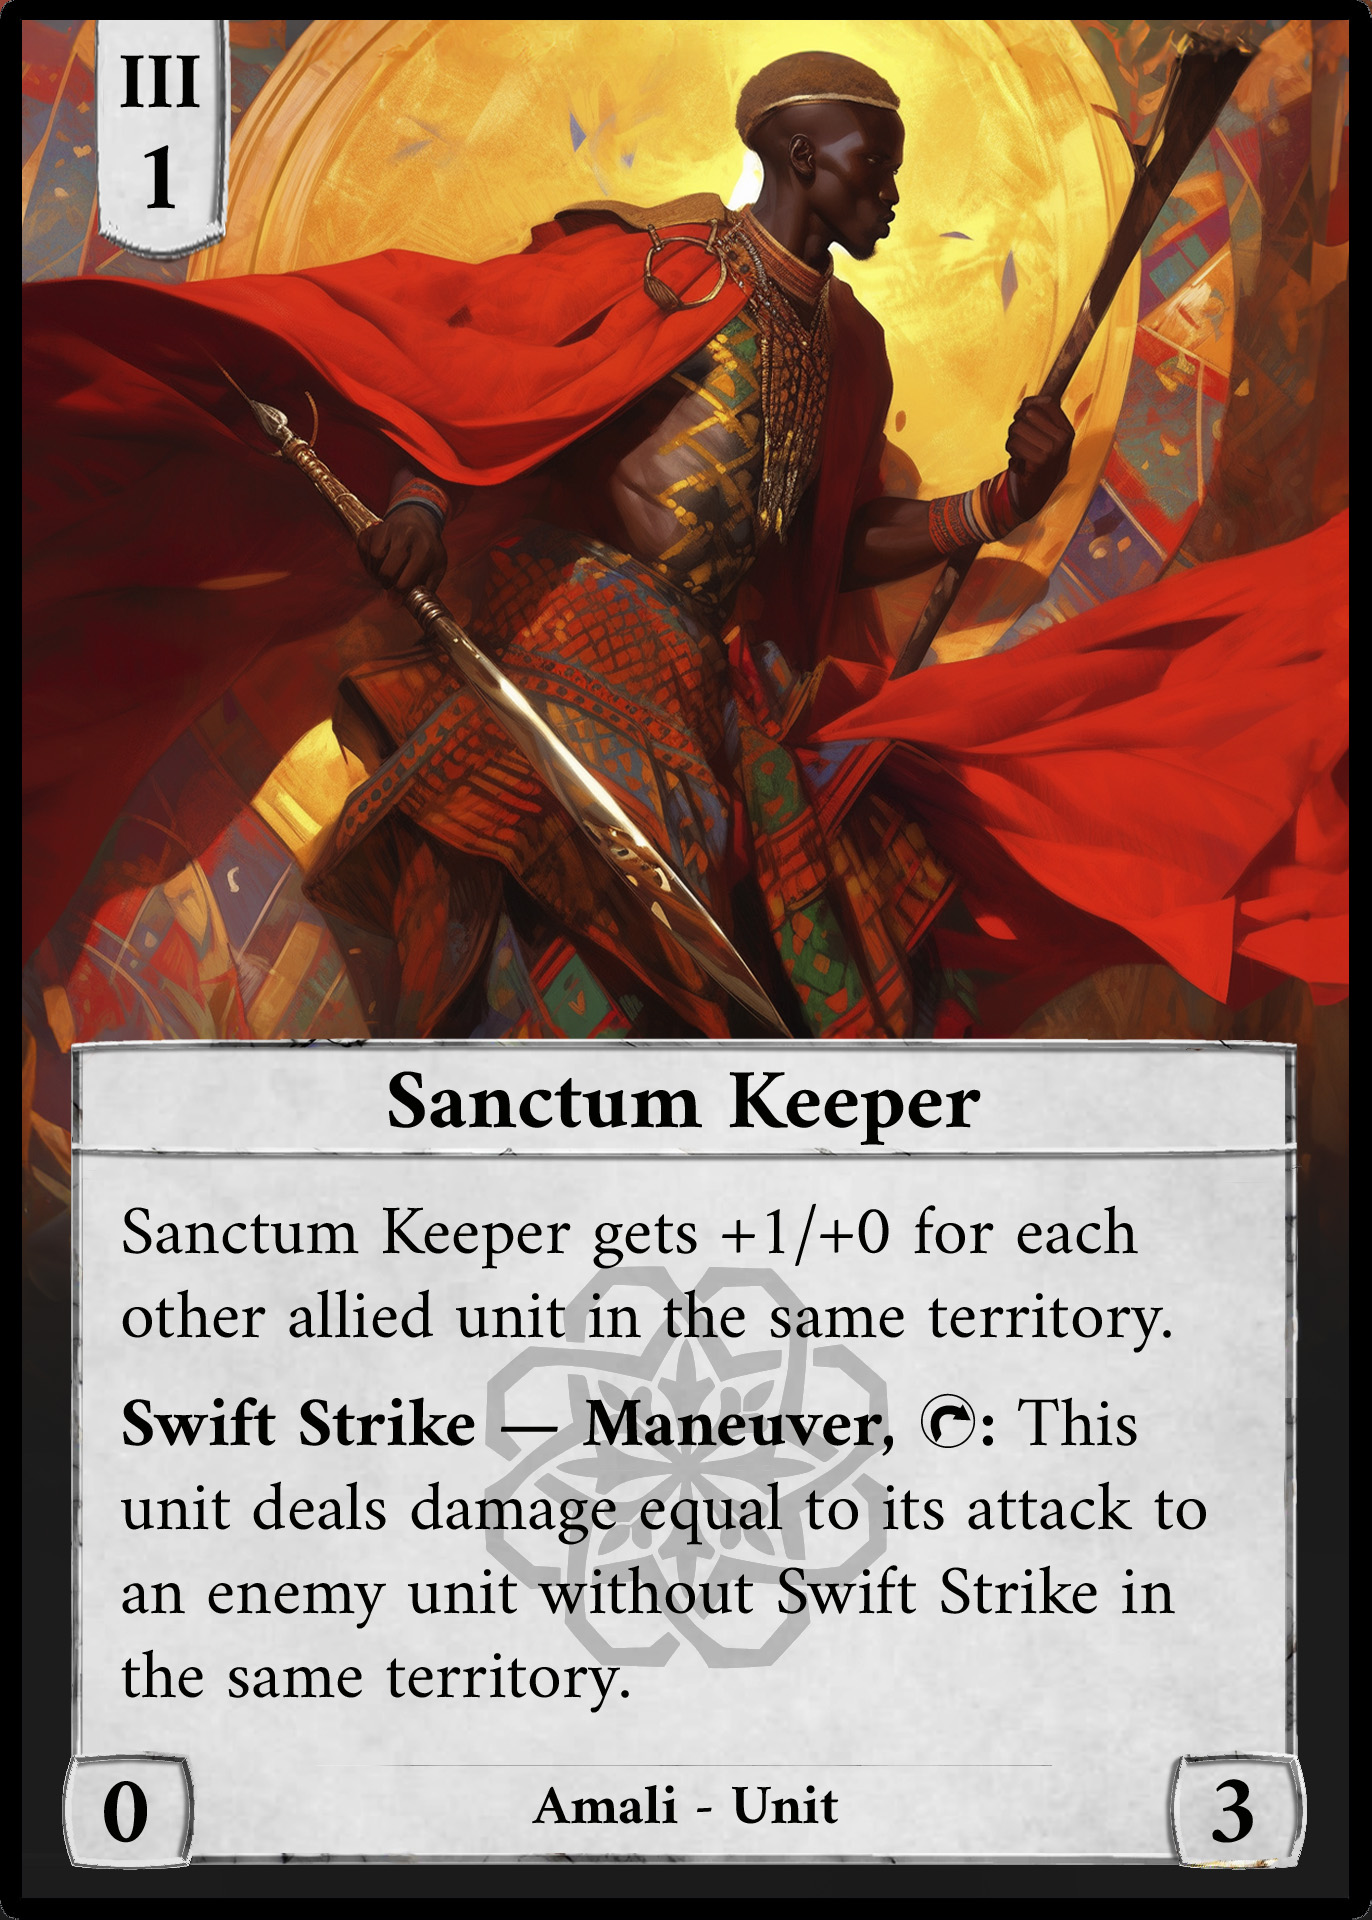 III
1
Sanctum Keeper
Sanctum Keeper gets +1/+0 for each
other allied unit in the same territory.
Swift Strike — Maneuver, : This
unit deals damage equal to its attack to
an enemy unit without Swift Strike in
the same territory.
0
Amali - Unit
3